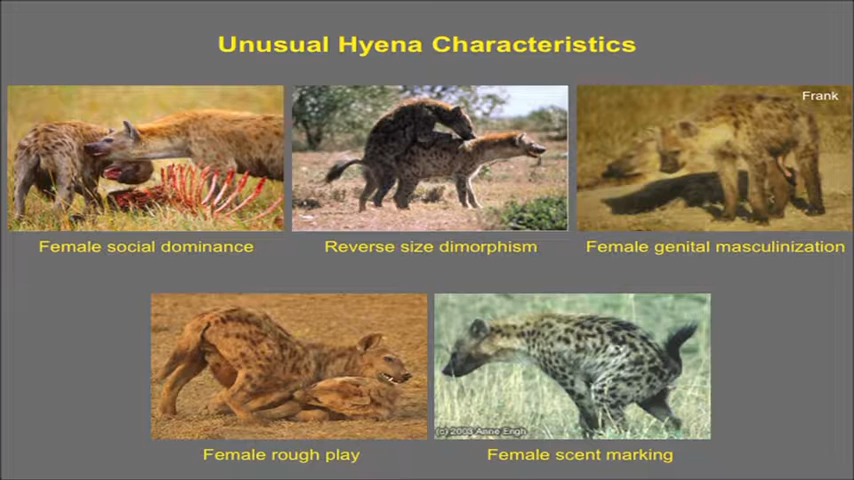 Unusual Hyena Characteristics
Frank
Female social dominance
Reverse size dimorphism
Female genital masculinization
(c) 2003 Anne Engh
Female rough play
Female scent marking